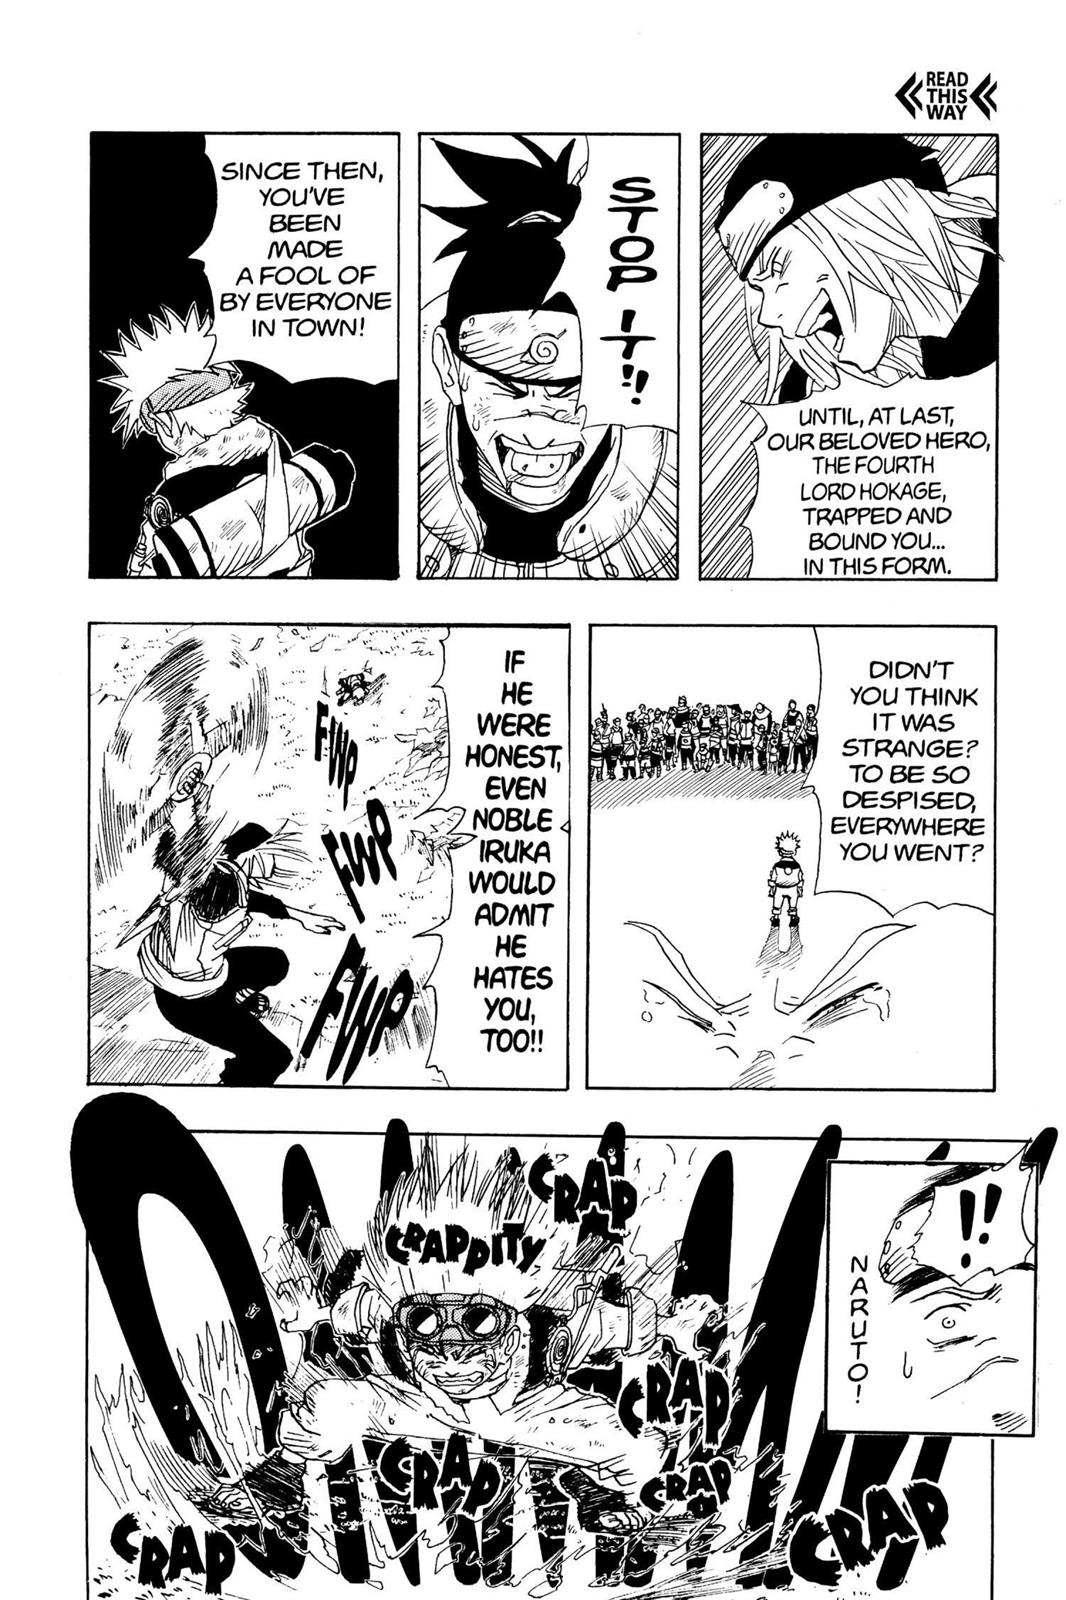 READ
THIS
WAY
UNTIL, AT LAST,
OUR BELOVED HERO,
THE FOURTH
LORD HOKAGE,
TRAPPED AND
BOUND YOU...
IN THIS FORM.
STOP IT!!
SINCE THEN,
YOU'VE
BEEN
MADE
A FOOL OF
BY EVERYONE
IN TOWN!
DIDN'T
YOU THINK
IT WAS
STRANGE?
TO BE SO
DESPISED,
EVERYWHERE
YOU WENT?
IF
HE
WERE
HONEST,
EVEN
NOBLE
IRUKA
WOULD
ADMIT
HE
HATES
YOU,
TOO!!
FWP
FWP
FWP
!!
NARUTO!
CRAP
CRAPPITY
CRAP
CRAP
CRAP
CRAP
CRAP